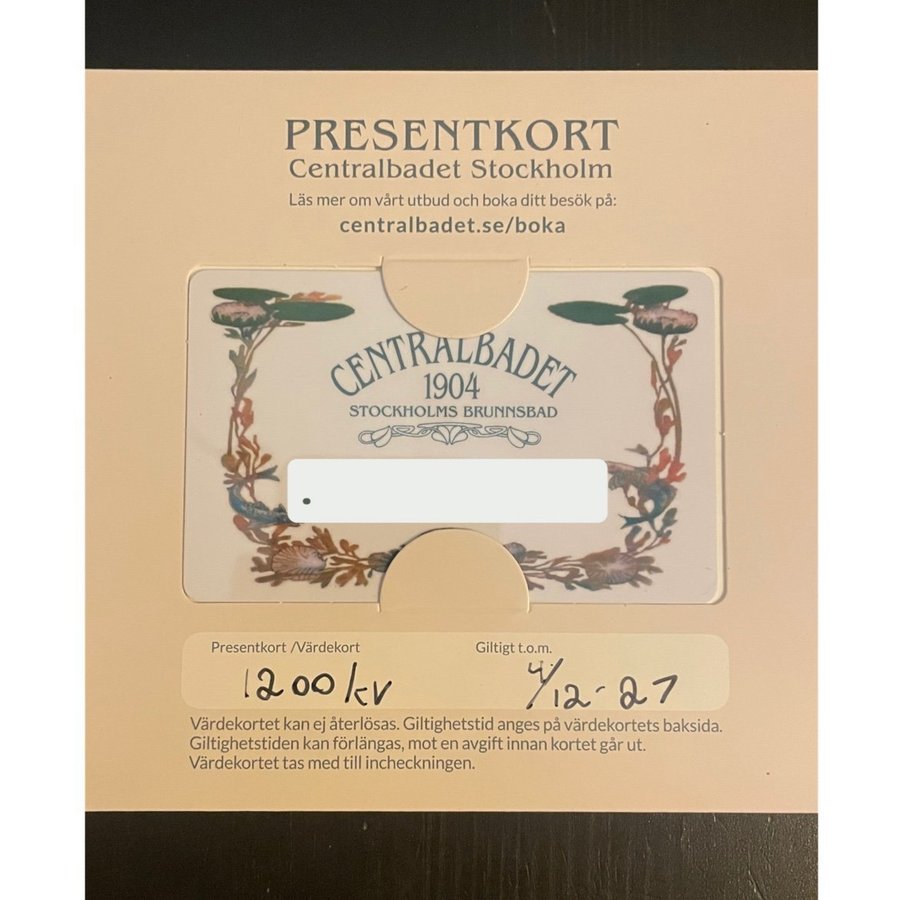 PRESENTKORT
Centralbadet Stockholm
Läs mer om vårt utbud och boka ditt besök på:
centralbadet.se/boka
CENTRALBADET
1904
STOCKHOLMS BRUNNSBAD
Presentkort /Värdekort Giltigt t.o.m.
1200/kr 4/12-27
Värdekortet kan ej återlösas. Giltighetstid anges på värdekortets baksida.
Giltighetstiden kan förlängas, mot en avgift innan kortet går ut.
Värdekortet tas med till incheckningen.